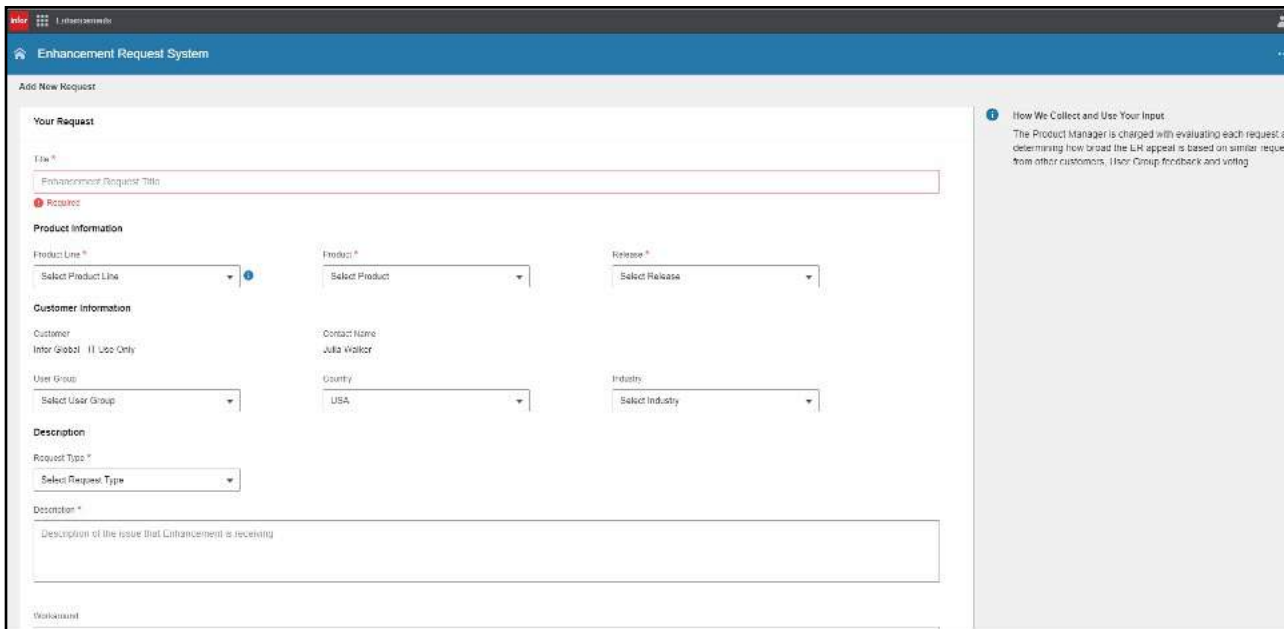 infor Enhancements
Enhancement Request System
Add New Request
Your Request
Title *
Enhancement Request Title
Required
Product Information
Product Line * Product * Release *
Select Product Line Select Product Select Release
Customer Information
Customer Contact Name
Infor Global IT Use Only Julia Walker
User Group Country Industry
Select User Group USA Select Industry
Description
Request Type *
Select Request Type
Description *
Description of the issue that Enhancement is receiving
Workaround
How We Collect and Use Your Input
The Product Manager is charged with evaluating each request a
determining how broad the ER appeal is based on similar reque
from other customers, User Group feedback and voting